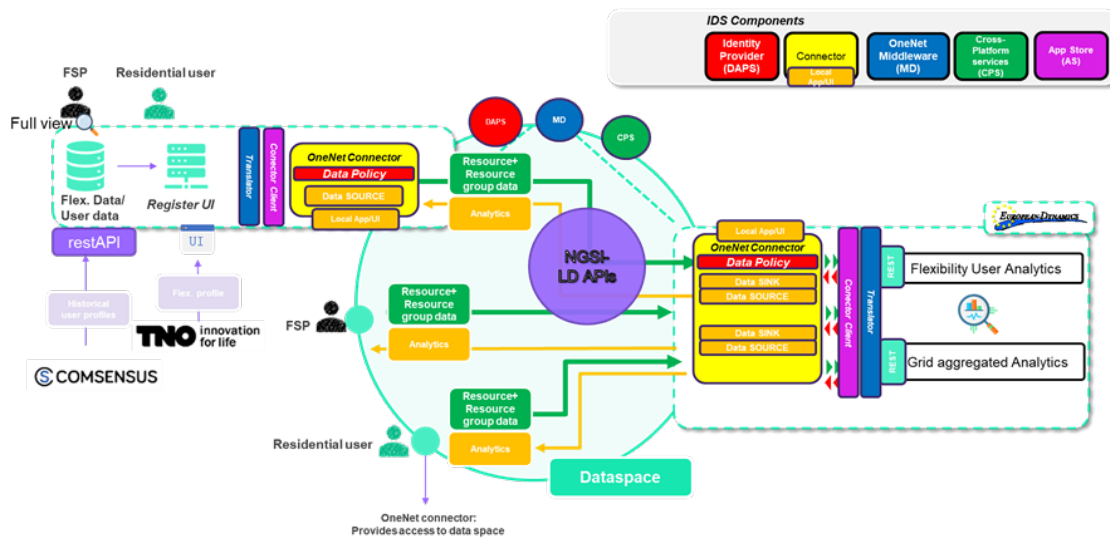 IDS Components
Identity
Provider
(DAPS)
Connector
Local App/UI
OneNet
Middleware
(MD)
Cross-
Platform
services
(CPS)
App Store
(AS)
FSP
Residential user
Full view
Flex. Data/
User data
Register UI
Translator
Conector Client
OneNet Connector
Data Policy
Data SOURCE
Local App/UI
restAPI
UI
Historical
user profiles
Flex. profile
TNO innovation
for life
COMSENSUS
DAPS
MD
CPS
Resource+
Resource
group data
Analytics
NGSI-
LD APIs
FSP
Resource+
Resource
group data
Analytics
Residential user
Resource+
Resource
group data
Analytics
Dataspace
OneNet connector:
Provides access to data space
European-Dynamics
Local App/UI
OneNet Connector
Data Policy
Data SINK
Data SOURCE
Data SINK
Data SOURCE
Conector Client
Translator
REST
Flexibility User Analytics
REST
Grid aggregated Analytics